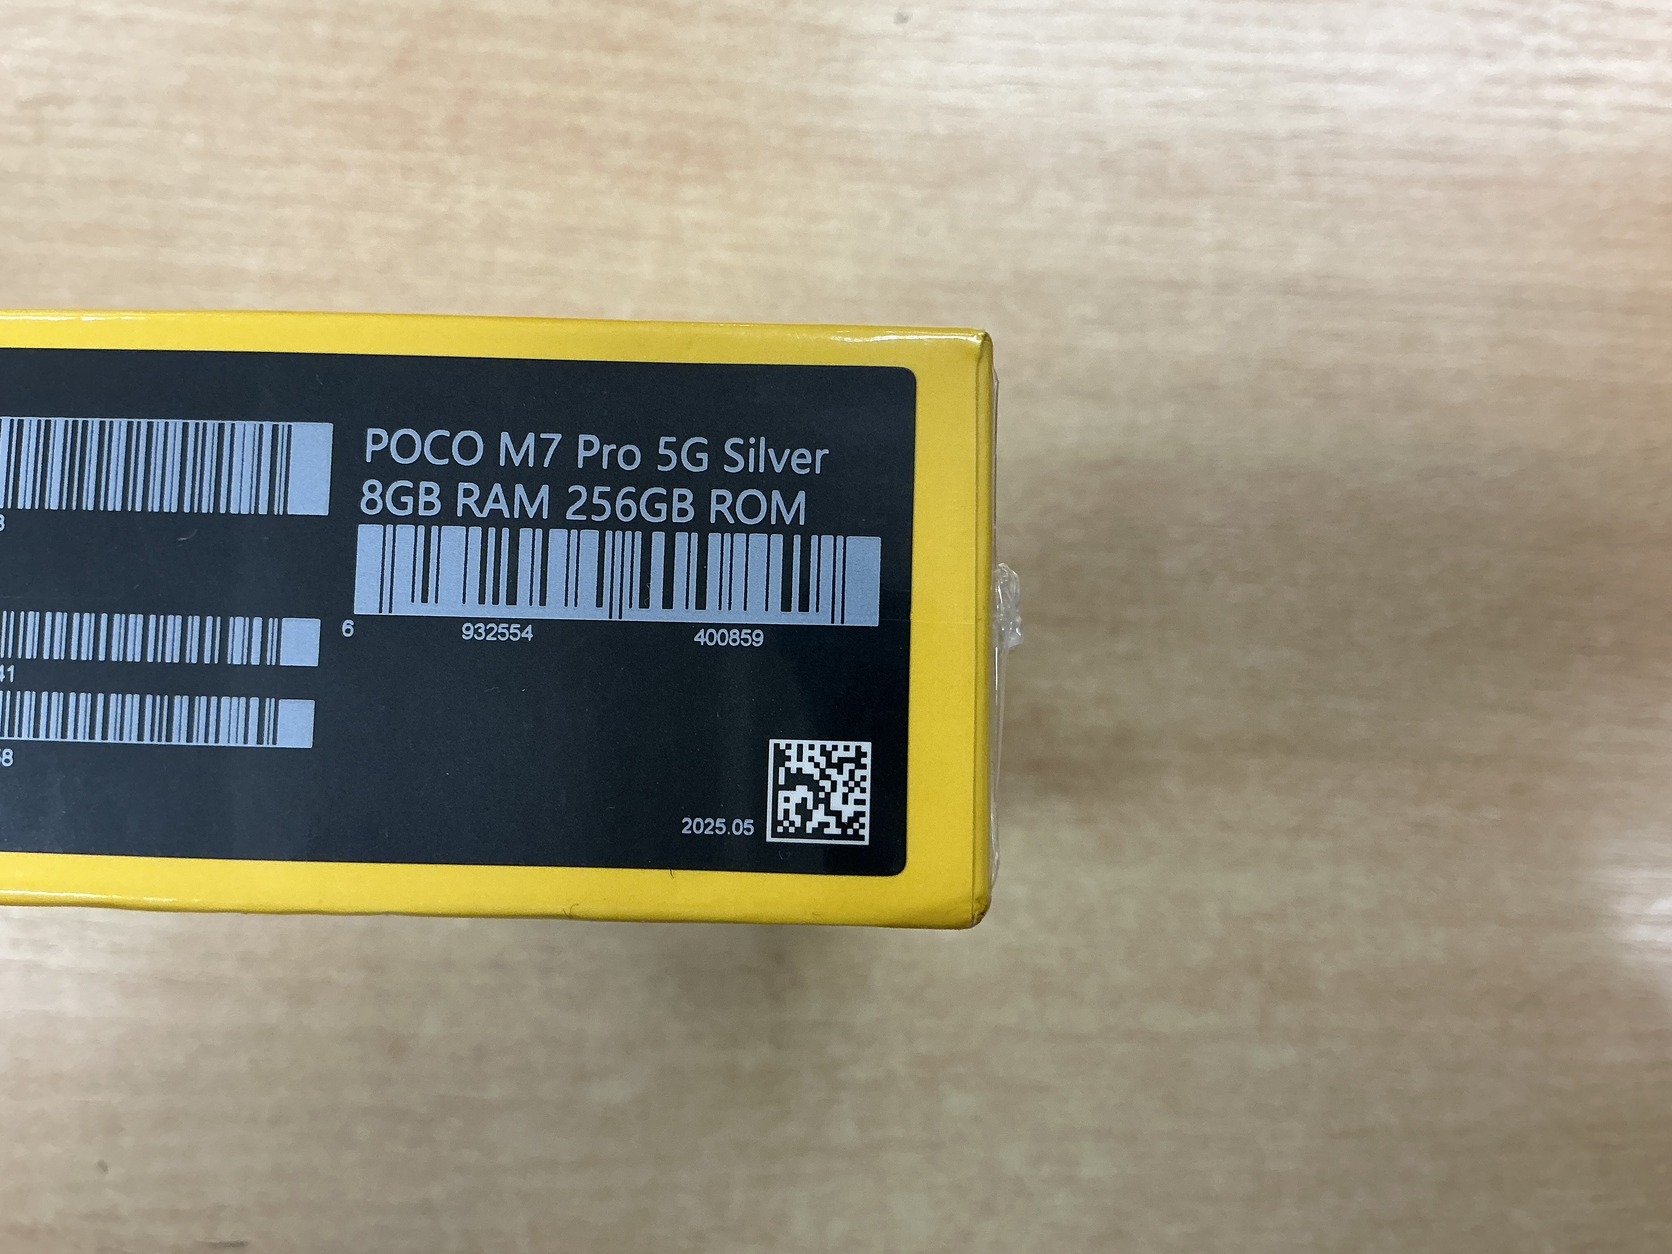 POCO M7 Pro 5G Silver
8GB RAM 256GB ROM
6 932554 400859
2025.05